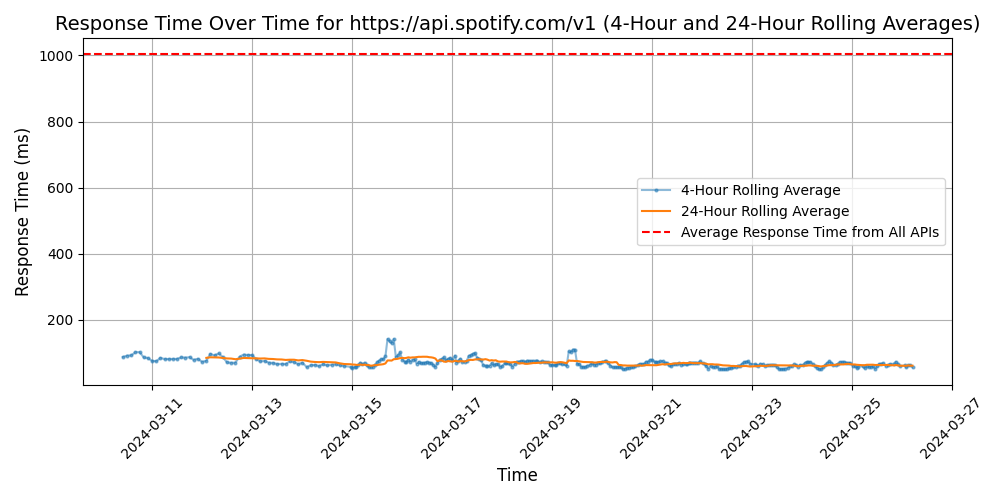 Response Time Over Time for https://api.spotify.com/v1 (4-Hour and 24-Hour Rolling Averages)
Response Time (ms)
1000
800
600
400
200
4-Hour Rolling Average
24-Hour Rolling Average
Average Response Time from All APIs
2024-03-11
2024-03-13
2024-03-15
2024-03-17
2024-03-19
2024-03-21
2024-03-23
2024-03-25
2024-03-27
Time